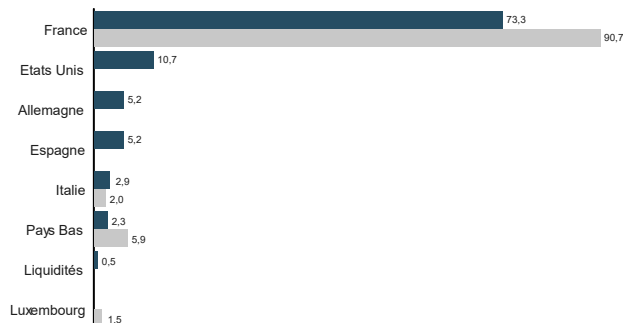 France
73,3
90,7
Etats Unis
10,7
Allemagne
5,2
Espagne
5,2
Italie
2,9
2,0
Pays Bas
2,3
5,9
Liquidités
0,5
Luxembourg
1,5